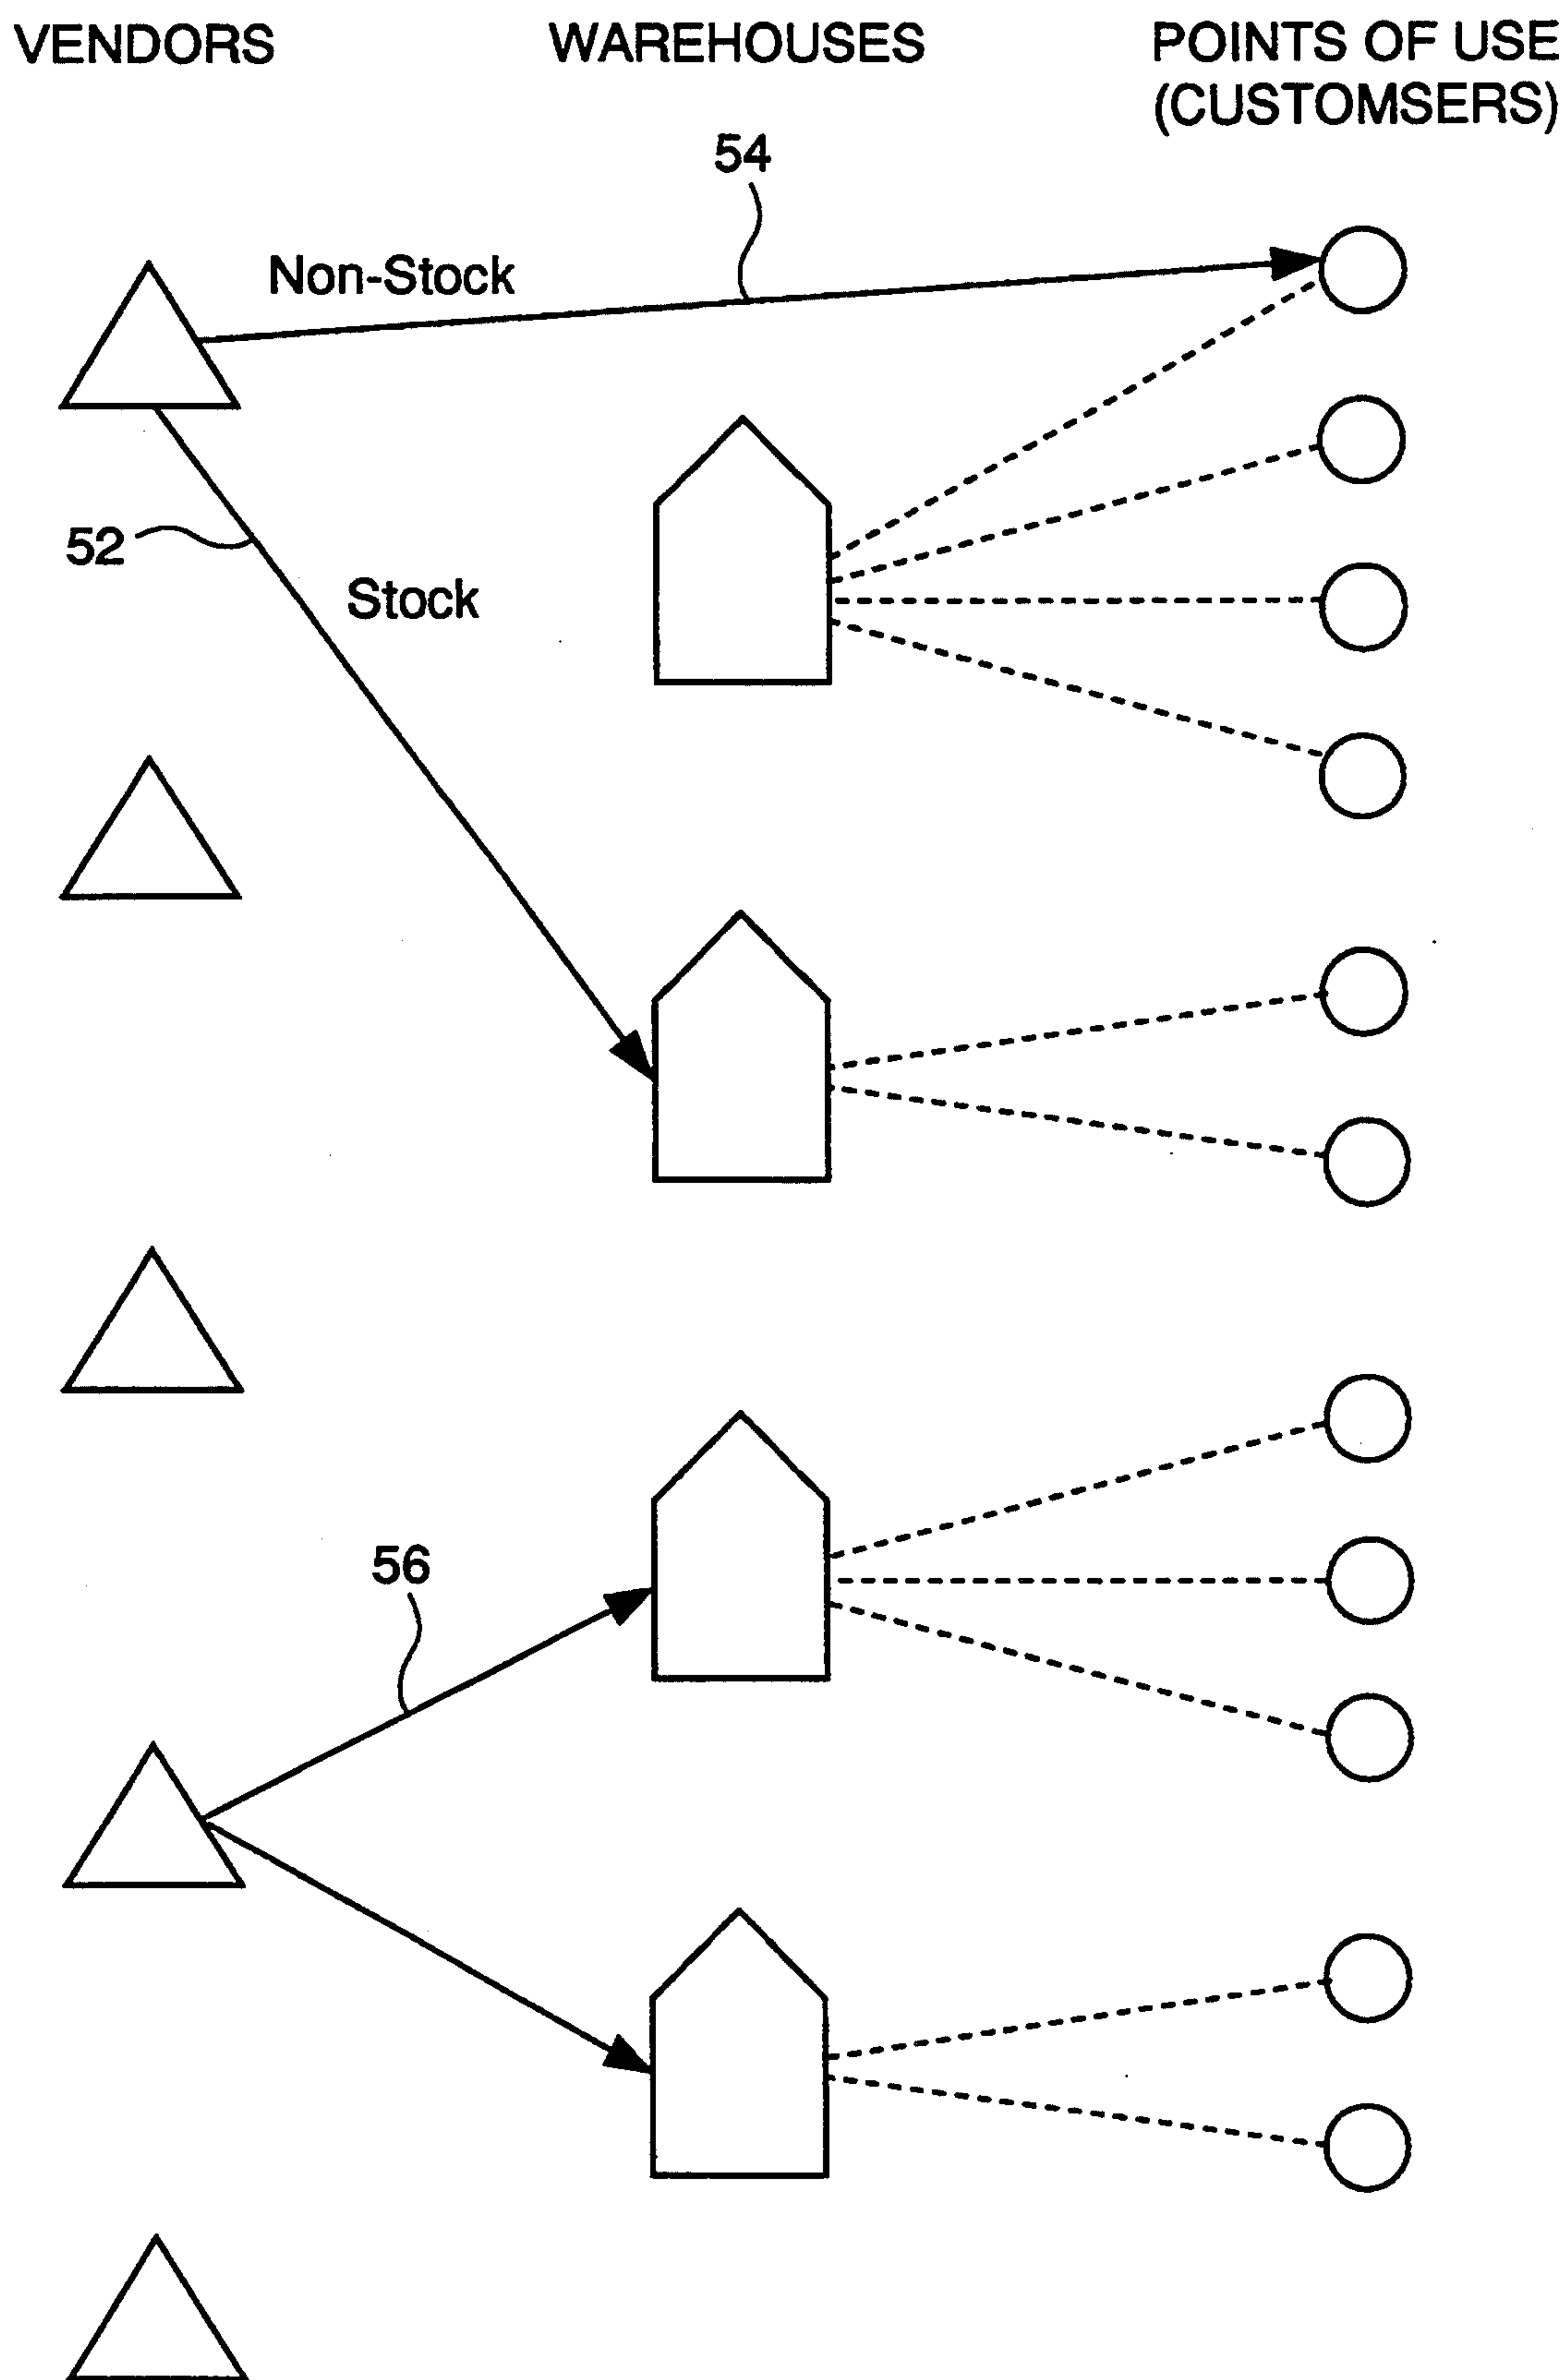 VENDORS
WAREHOUSES
POINTS OF USE
(CUSTOMSERS)
54
Non-Stock
52
Stock
56